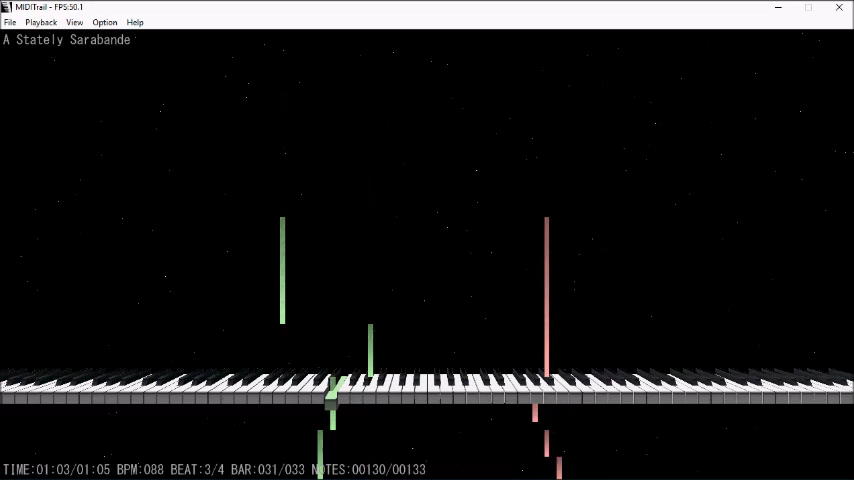 MIDITrail - FPS:50.1
File Playback View Option Help
A Stately Sarabande
TIME:01:03/01:05 BPM:088 BEAT:3/4 BAR:031/033 NOTES:00130/00133